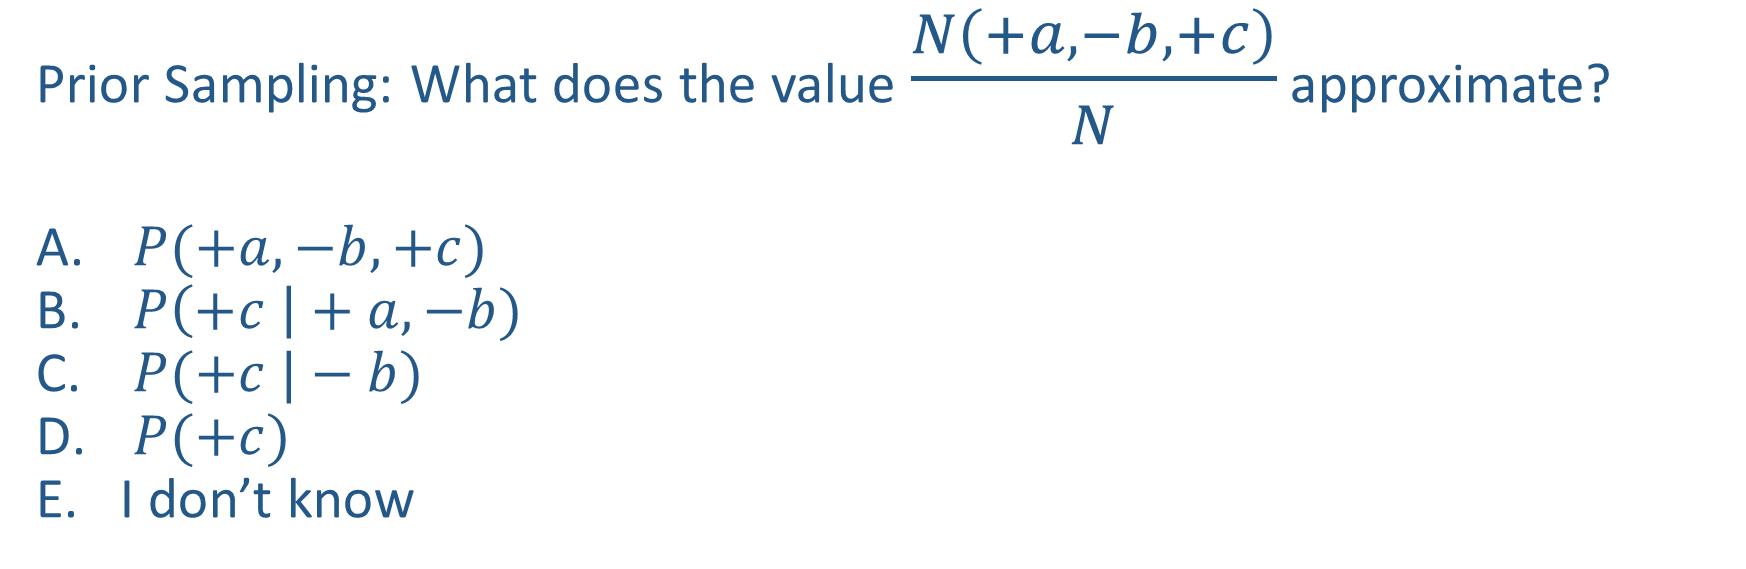 Prior Sampling: What does the value N(+a,−b,+c)/N approximate?
A. P(+a, −b, +c)
B. P(+c | + a, −b)
C. P(+c | − b)
D. P(+c)
E. I don’t know